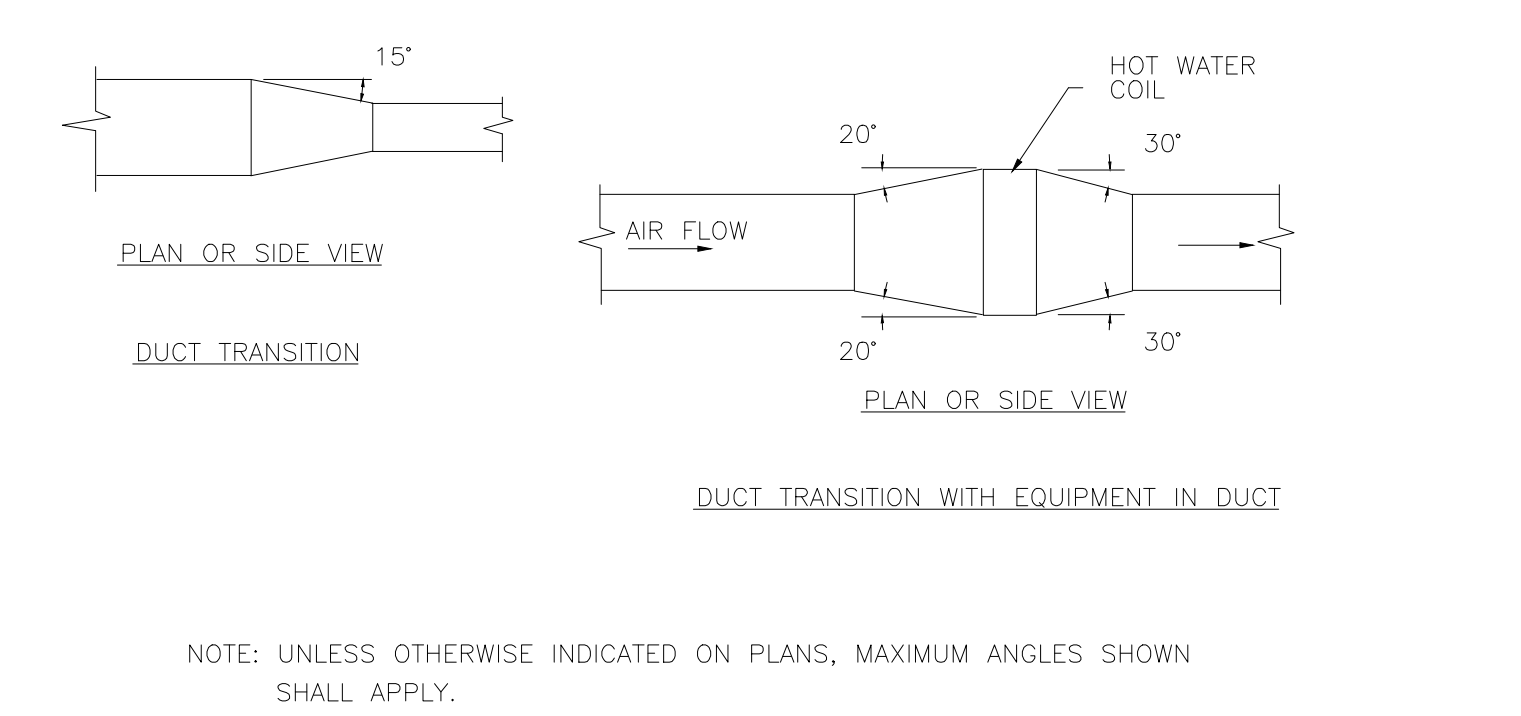 15°
PLAN OR SIDE VIEW
DUCT TRANSITION
HOT WATER
COIL
20°
30°
AIR FLOW
20°
30°
PLAN OR SIDE VIEW
DUCT TRANSITION WITH EQUIPMENT IN DUCT
NOTE: UNLESS OTHERWISE INDICATED ON PLANS, MAXIMUM ANGLES SHOWN
SHALL APPLY.